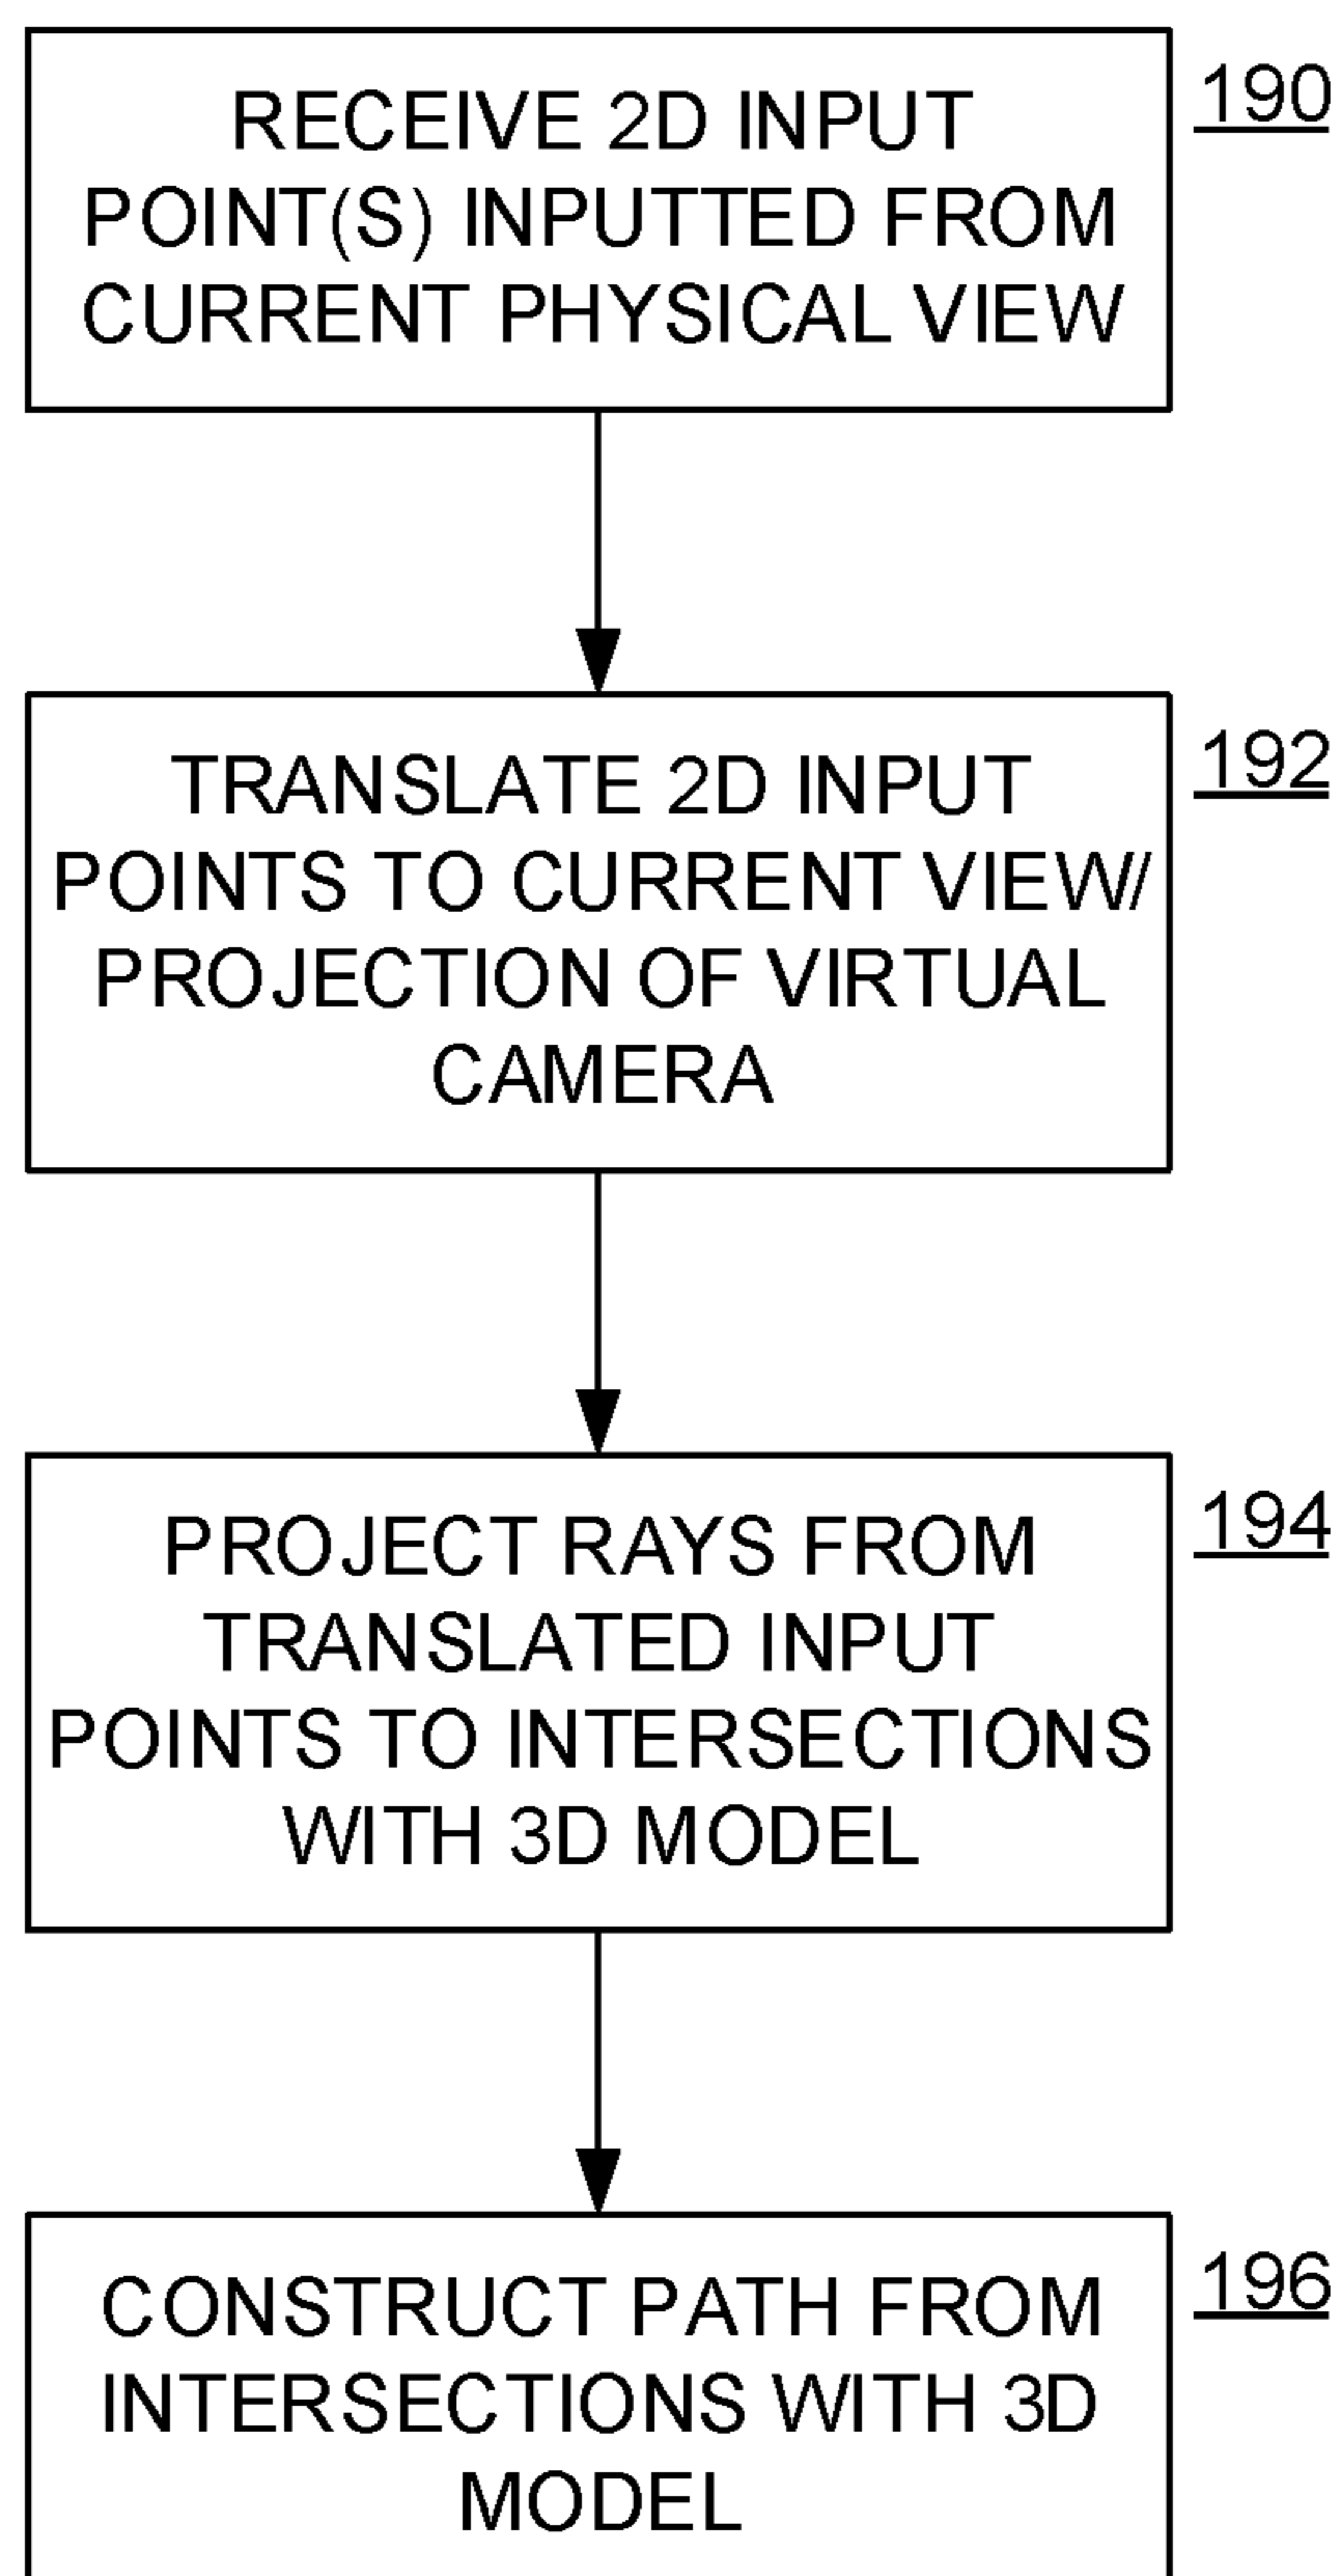 RECEIVE 2D INPUT
POINT(S) INPUTTED FROM
CURRENT PHYSICAL VIEW
190
TRANSLATE 2D INPUT
POINTS TO CURRENT VIEW/
PROJECTION OF VIRTUAL
CAMERA
192
PROJECT RAYS FROM
TRANSLATED INPUT
POINTS TO INTERSECTIONS
WITH 3D MODEL
194
CONSTRUCT PATH FROM
INTERSECTIONS WITH 3D
MODEL
196